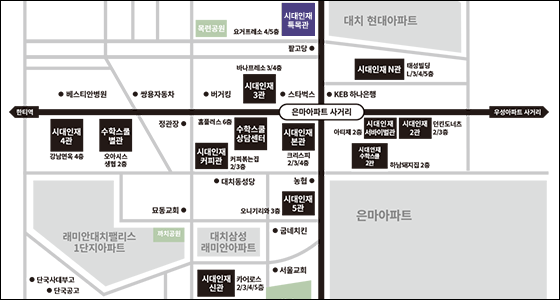 목련공원
요거트레소 4/5층
시대인재
특목관
대치 현대아파트
팔고당
바나트레소 3/4층
시대인재 N관
태성빌딩
L/3/4/5층
베스티안병원
쌍용자동차
버거킹
시대인재
3관
스타벅스
KEB 하나은행
한티역
은마아파트 사거리
우성아파트 사거리
시대인재
4관
강남면옥 4층
수학스쿨
별관
오아시스
생협 2층
정관장
홈플러스 6층
시대인재
커피관
수학스쿨
상담센터
커피볶는집
2/3층
시대인재
본관
크리스피
2/3/4층
아티제 2층
시대인재
서바이벌관
시대인재
2관
던킨도너츠
2/3층
시대인재
수학스쿨
2관
하남돼지집 2층
대치동성당
농협
묘동교회
오니기리와 3층
시대인재
5관
은마아파트
래미안대치팰리스
1단지아파트
까치공원
대치삼성
래미안아파트
굽네치킨
단국사대부고
단국공고
시대인재
신관
카어로스
2/3/4/5층
서울교회